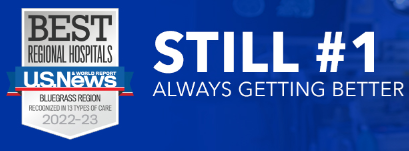 BEST
REGIONAL HOSPITALS
U.S. News
& WORLD REPORT
BLUEGRASS REGION
RECOGNIZED IN 13 TYPES OF CARE
2022-23
STILL #1
ALWAYS GETTING BETTER